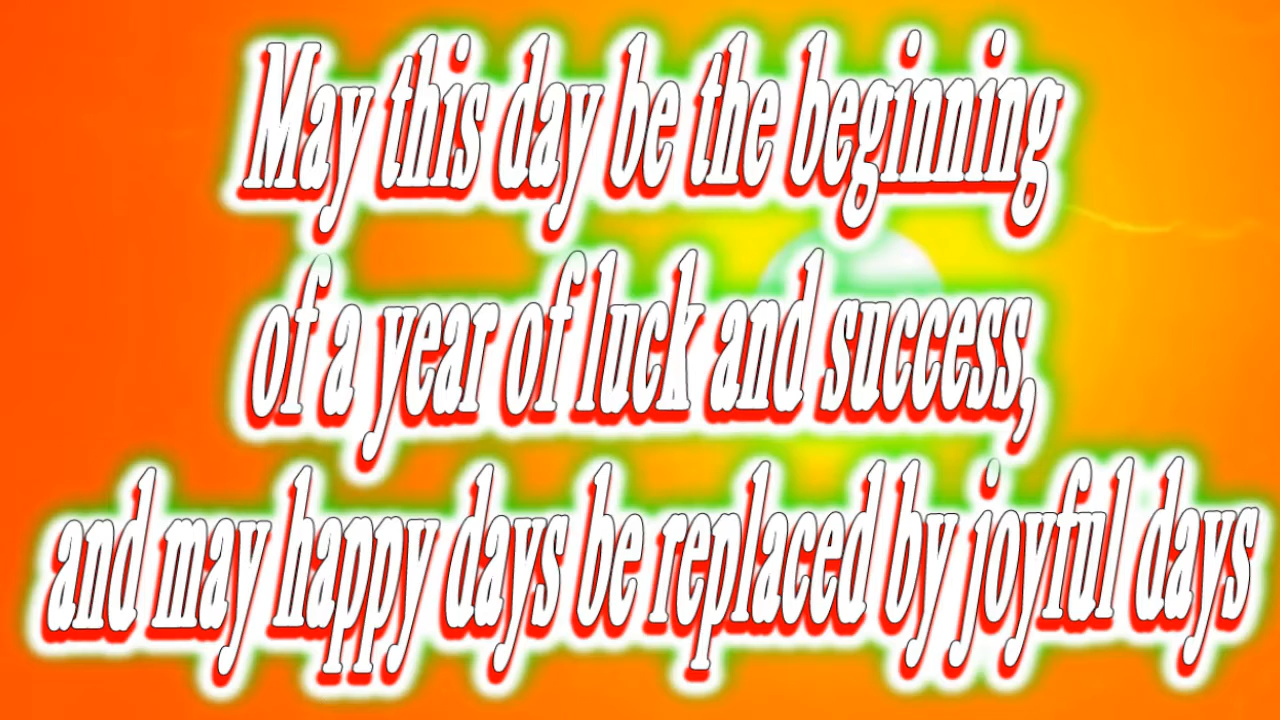 May this day be the beginning
of a year of luck and success,
and may happy days be replaced by joyful days